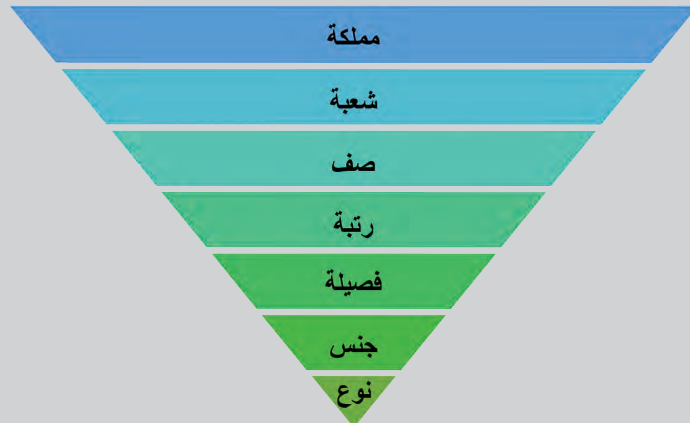 مملكة
شعبة
صف
رتبة
فصيلة
جنس
نوع